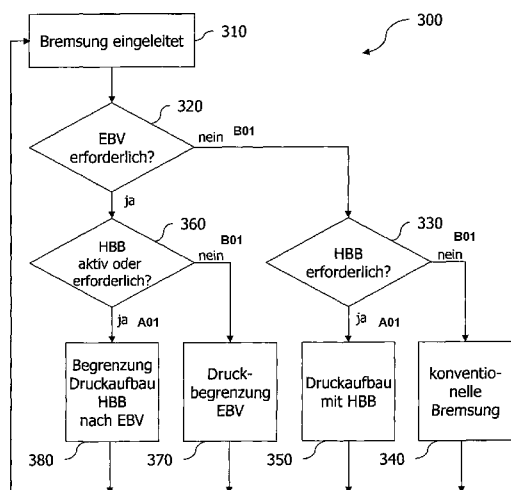 300
Bremsung eingeleitet
310
320
EBV
erforderlich?
nein B01
ja
360
HBB
aktiv oder
erforderlich?
B01
nein
ja A01
330
HBB
erforderlich?
B01
nein
ja A01
Begrenzung
Druckaufbau
HBB
nach EBV
380
Druck-
begrenzung
EBV
370
Druckaufbau
mit HBB
350
konventio-
nelle
Bremsung
340